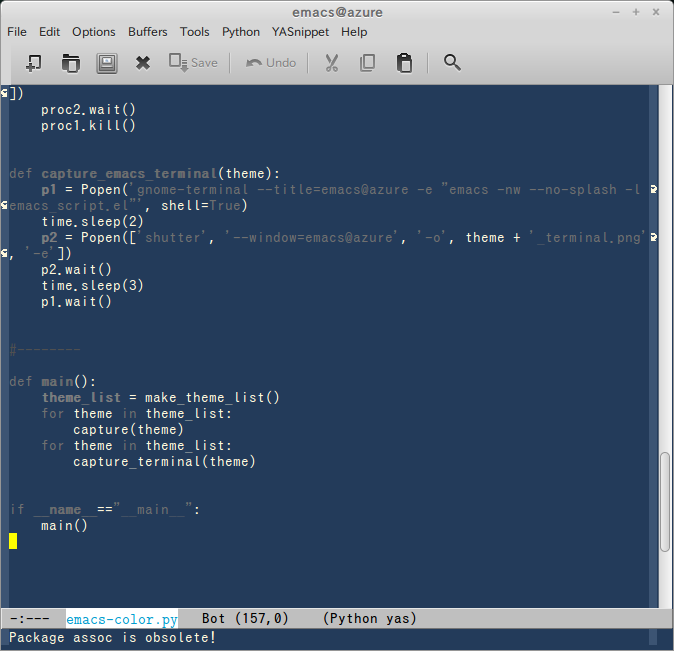 emacs@azure
File Edit Options Buffers Tools Python YASnippet Help
Save Undo
])
    proc2.wait()
    proc1.kill()
def capture_emacs_terminal(theme):
    p1 = Popen('gnome-terminal --title=emacs@azure -e "emacs -nw --no-splash -l
emacs_script.el"', shell=True)
    time.sleep(2)
    p2 = Popen(['shutter', '--window=emacs@azure', '-o', theme + '_terminal.png'
, '-e'])
    p2.wait()
    time.sleep(3)
    p1.wait()
#--------
def main():
    theme_list = make_theme_list()
    for theme in theme_list:
        capture(theme)
    for theme in theme_list:
        capture_terminal(theme)
if __name__=="__main__":
    main()
-:--- emacs-color.py Bot (157,0) (Python yas)
Package assoc is obsolete!